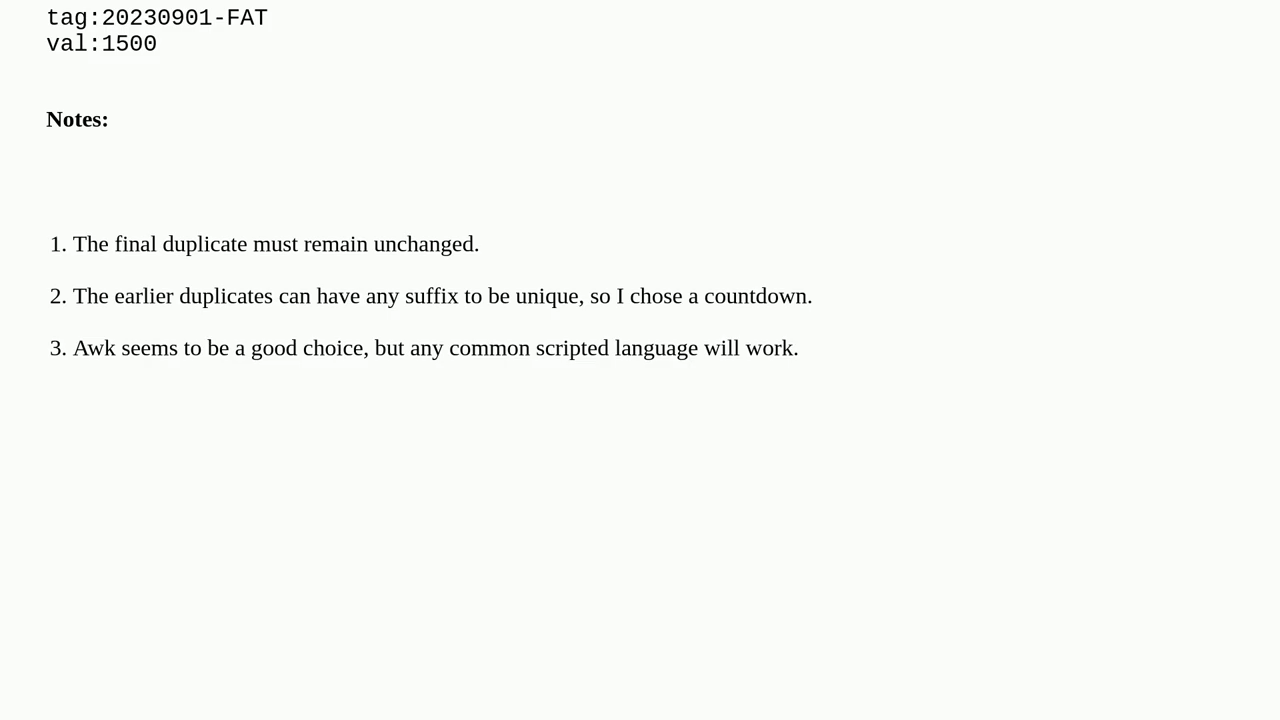 tag:20230901-FAT
val:1500
Notes:
1. The final duplicate must remain unchanged.
2. The earlier duplicates can have any suffix to be unique, so I chose a countdown.
3. Awk seems to be a good choice, but any common scripted language will work.